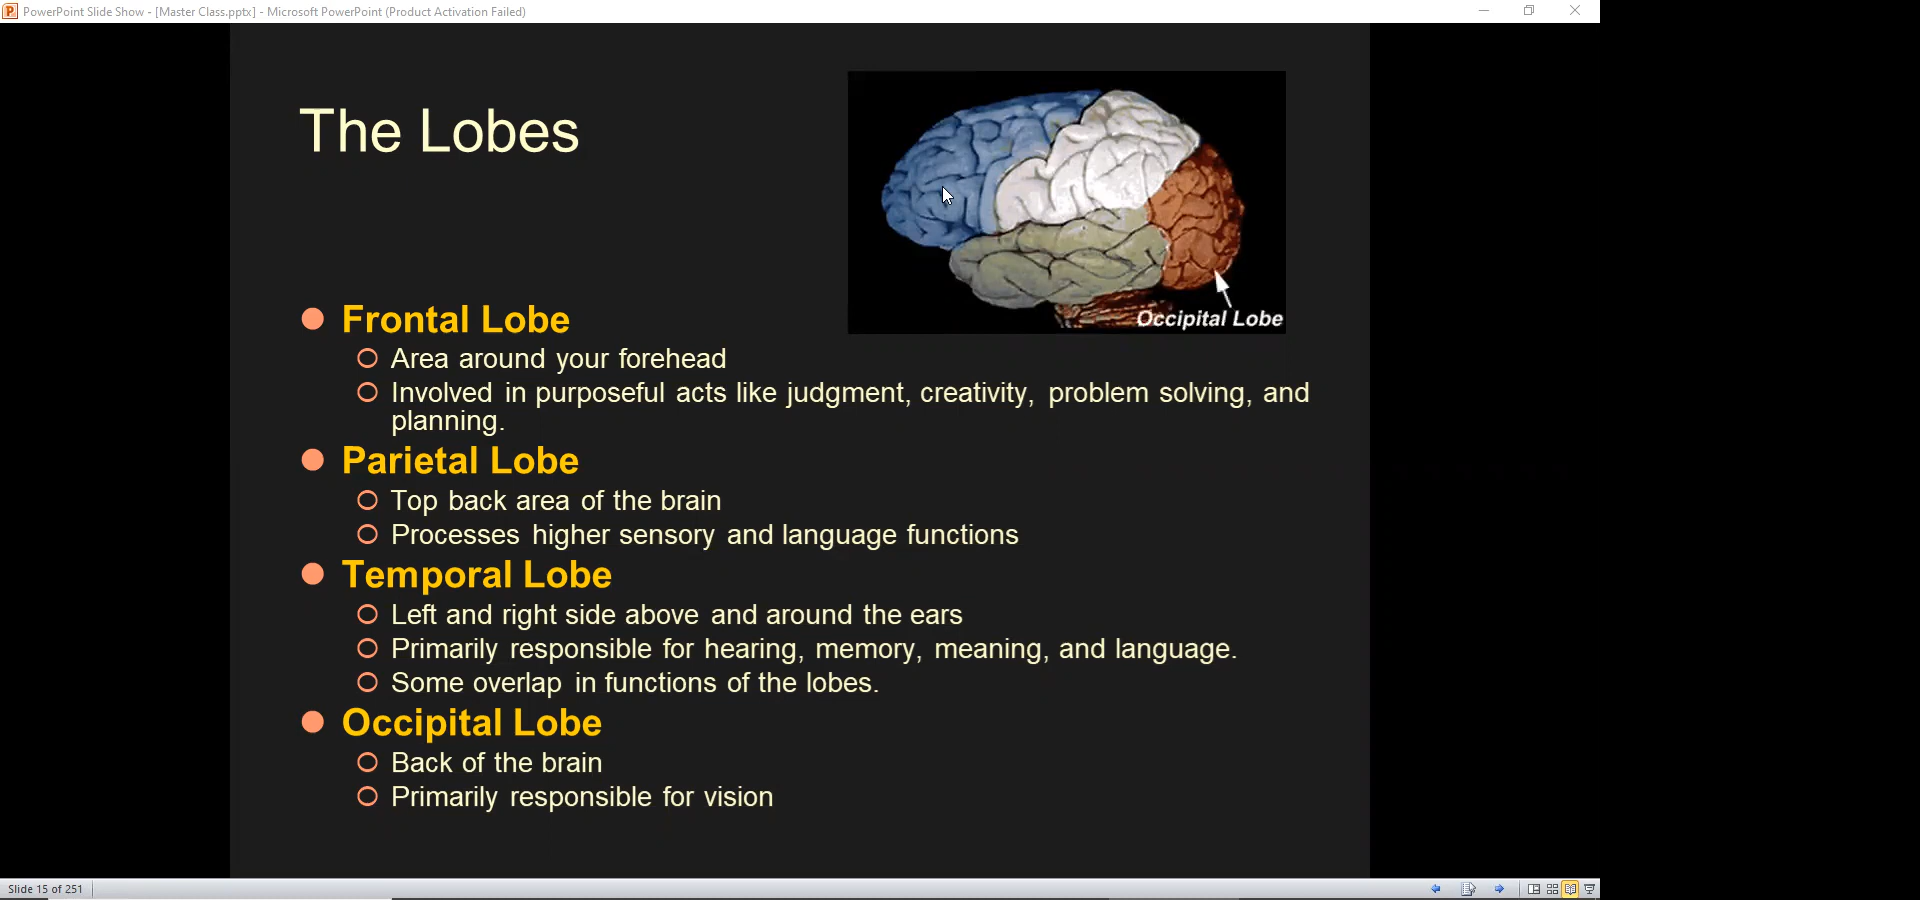 PowerPoint Slide Show - [Master Class.pptx] - Microsoft PowerPoint (Product Activation Failed)
The Lobes
Occipital Lobe
Frontal Lobe
Area around your forehead
Involved in purposeful acts like judgment, creativity, problem solving, and
planning.
Parietal Lobe
Top back area of the brain
Processes higher sensory and language functions
Temporal Lobe
Left and right side above and around the ears
Primarily responsible for hearing, memory, meaning, and language.
Some overlap in functions of the lobes.
Occipital Lobe
Back of the brain
Primarily responsible for vision
Slide 15 of 251